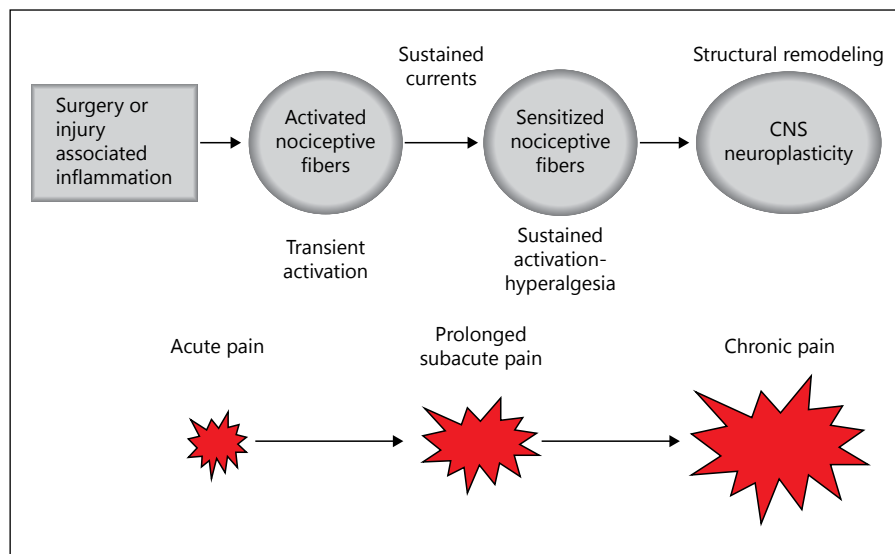 Surgery or
injury
associated
inflammation
Activated
nociceptive
fibers
Sustained
currents
Sensitized
nociceptive
fibers
Structural remodeling
CNS
neuroplasticity
Transient
activation
Sustained
activation-
hyperalgesia
Acute pain
Prolonged
subacute pain
Chronic pain